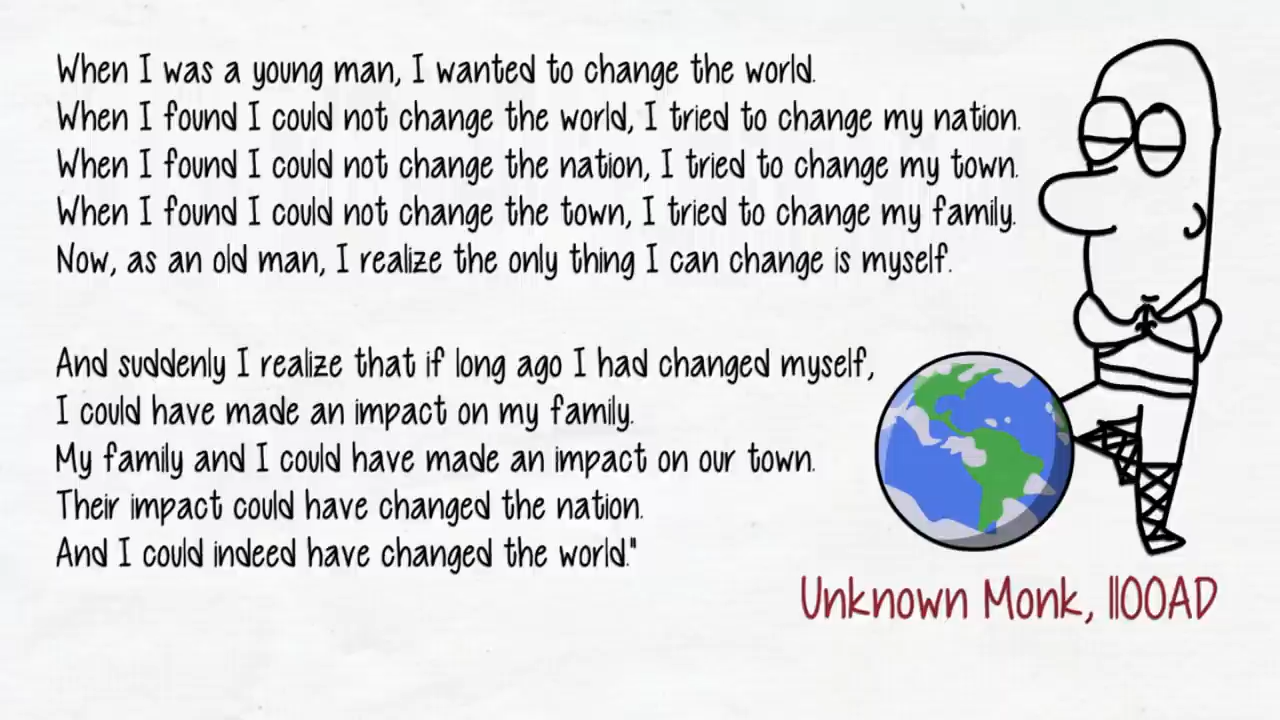 When I was a young man, I wanted to change the world.
When I found I could not change the world, I tried to change my nation.
When I found I could not change the nation, I tried to change my town.
When I found I could not change the town, I tried to change my family.
Now, as an old man, I realize the only thing I can change is myself.
And suddenly I realize that if long ago I had changed myself,
I could have made an impact on my family.
My family and I could have made an impact on our town.
Their impact could have changed the nation.
And I could indeed have changed the world."
Unknown Monk, 1100AD